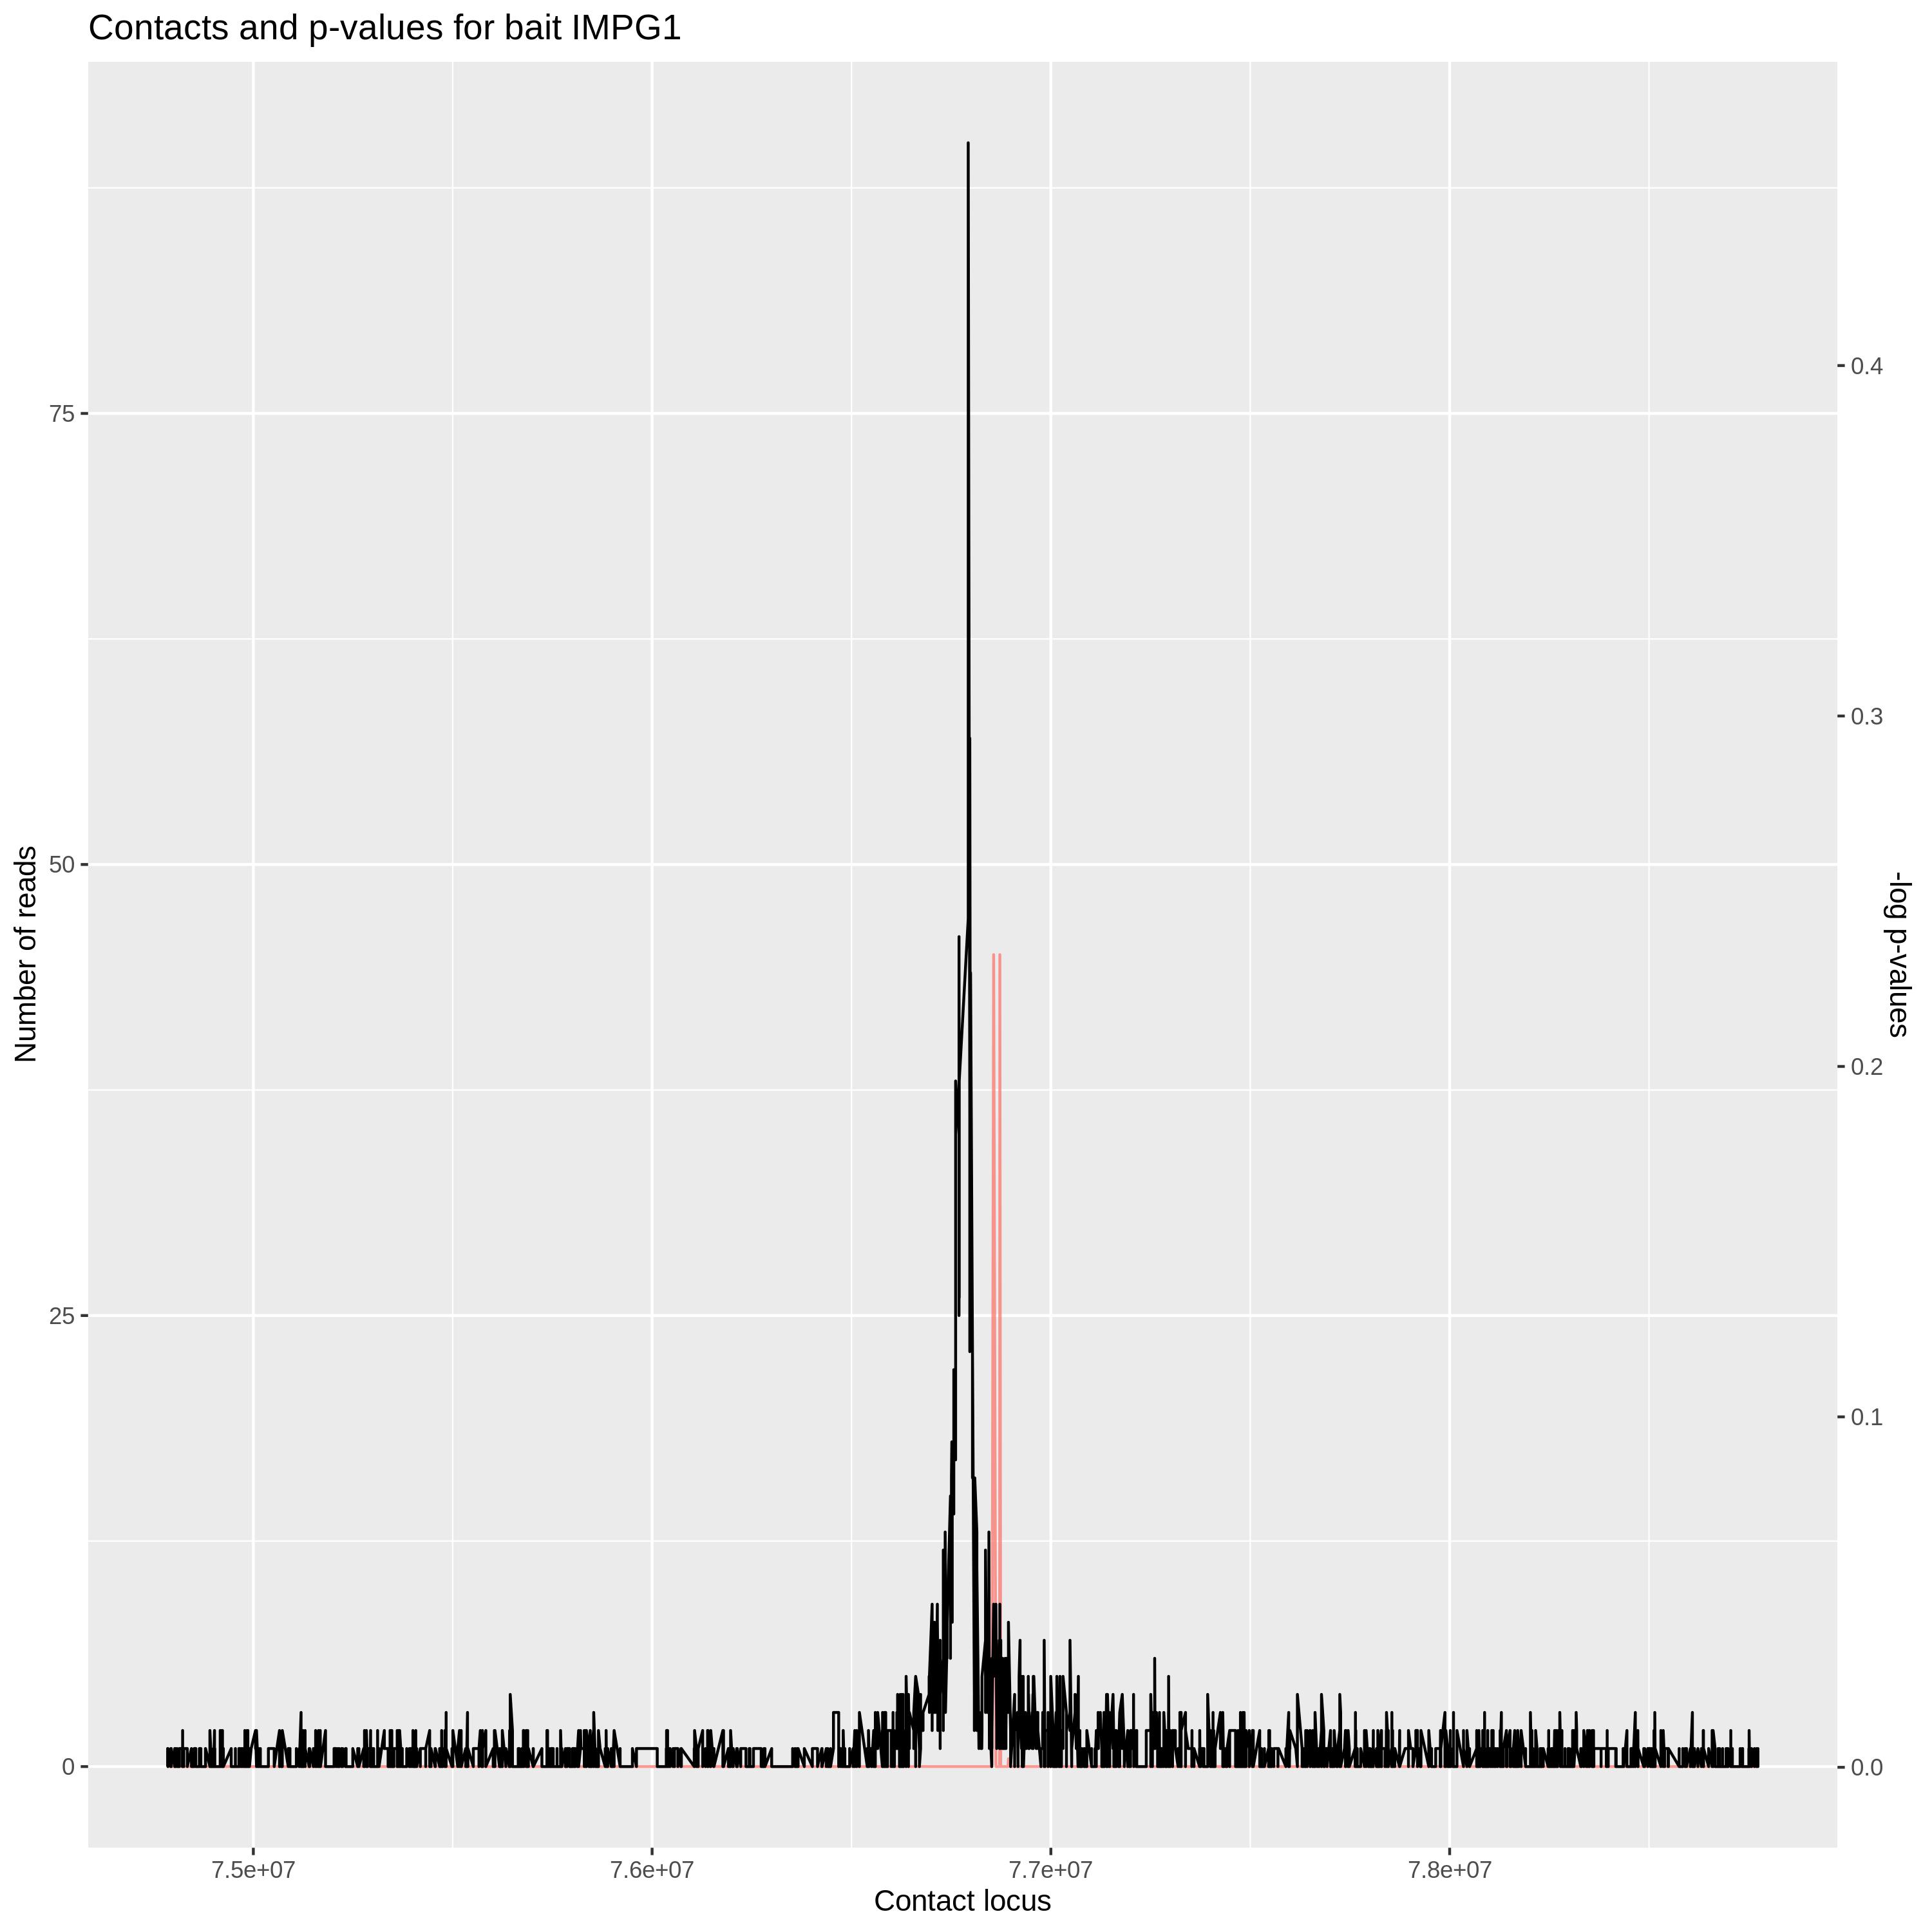 Contacts and p-values for bait IMPG1
75
50
25
0
Number of reads
0.4
0.3
0.2
0.1
0.0
-log p-values
7.5e+07 7.6e+07 7.7e+07 7.8e+07
Contact locus